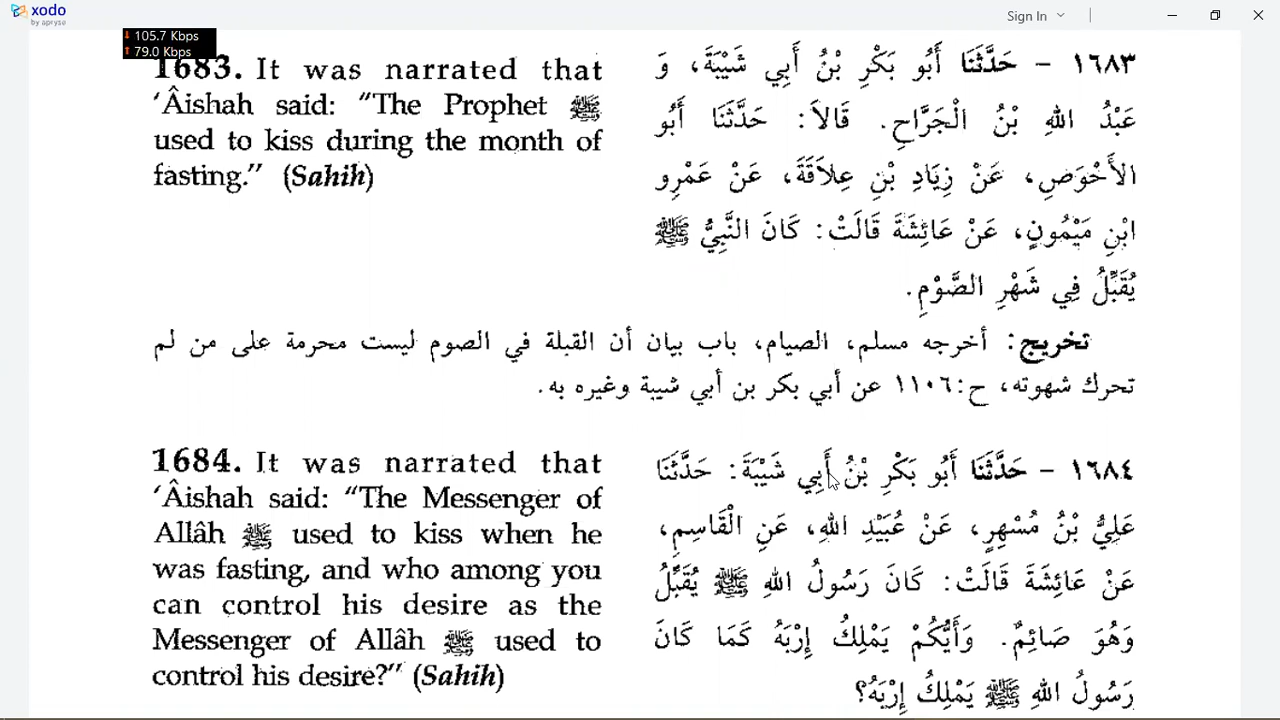 xodo
by apryse
Sign In
↓ 105.7 Kbps
↑ 79.0 Kbps
1683. It was narrated that
‘Âishah said: “The Prophet ﷺ
used to kiss during the month of
fasting.” (Sahih)
١٦٨٣ - حَدَّثَنَا أَبُو بَكْرِ بْنُ أَبِي شَيْبَةَ، وَ
عَبْدُ اللهِ بْنُ الْجَرَّاحِ. قَالاَ: حَدَّثَنَا أَبُو
الأَحْوَصِ، عَنْ زِيَادِ بْنِ عِلاَقَةَ، عَنْ عَمْرِو
ابْنِ مَيْمُونٍ، عَنْ عَائِشَةَ قَالَتْ: كَانَ النَّبِيُّ ﷺ
يُقَبِّلُ فِي شَهْرِ الصَّوْمِ.
تخريج: أخرجه مسلم، الصيام، باب بيان أن القبلة في الصوم ليست محرمة على من لم
تحرك شهوته، ح:١١٠٦ عن أبي بكر بن أبي شيبة وغيره به.
1684. It was narrated that
‘Âishah said: “The Messenger of
Allâh ﷺ used to kiss when he
was fasting, and who among you
can control his desire as the
Messenger of Allâh ﷺ used to
control his desire?” (Sahih)
١٦٨٤ - حَدَّثَنَا أَبُو بَكْرِ بْنُ أَبِي شَيْبَةَ: حَدَّثَنَا
عَلِيُّ بْنُ مُسْهِرٍ، عَنْ عُبَيْدِ اللهِ، عَنِ الْقَاسِمِ،
عَنْ عَائِشَةَ قَالَتْ: كَانَ رَسُولُ اللهِ ﷺ يُقَبِّلُ
وَهُوَ صَائِمٌ. وَأَيُّكُمْ يَمْلِكُ إِرْبَهُ كَمَا كَانَ
رَسُولُ اللهِ ﷺ يَمْلِكُ إِرْبَهُ؟